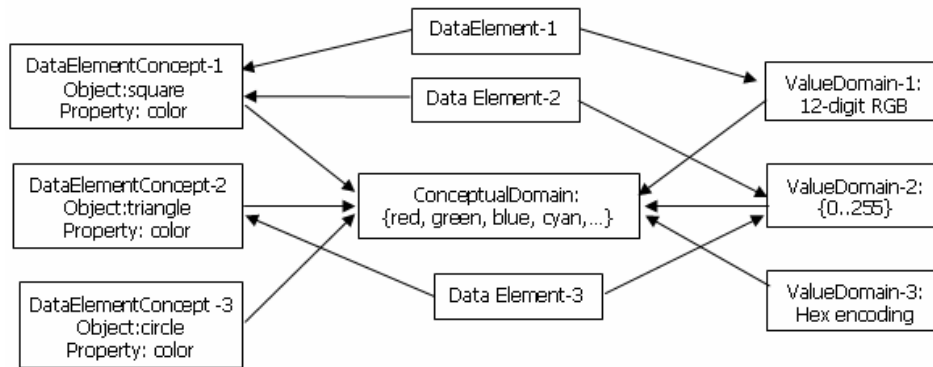 DataElement-1
DataElementConcept-1
Object:square
Property: color
Data Element-2
ValueDomain-1:
12-digit RGB
DataElementConcept-2
Object:triangle
Property: color
ConceptualDomain:
{red, green, blue, cyan,...}
ValueDomain-2:
{0..255}
DataElementConcept -3
Object:circle
Property: color
Data Element-3
ValueDomain-3:
Hex encoding